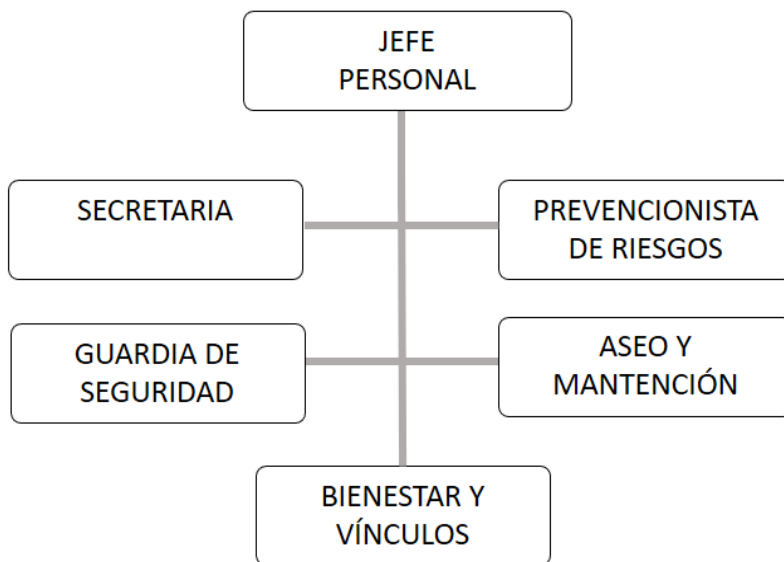 JEFE
PERSONAL
SECRETARIA
PREVENCIONISTA
DE RIESGOS
GUARDIA DE
SEGURIDAD
ASEO Y
MANTENCIÓN
BIENESTAR Y
VÍNCULOS